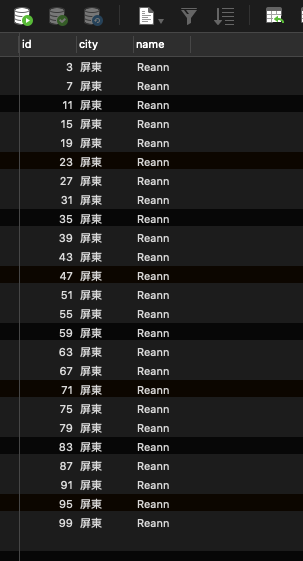 id city name
3 屏東 Reann
7 屏東 Reann
11 屏東 Reann
15 屏東 Reann
19 屏東 Reann
23 屏東 Reann
27 屏東 Reann
31 屏東 Reann
35 屏東 Reann
39 屏東 Reann
43 屏東 Reann
47 屏東 Reann
51 屏東 Reann
55 屏東 Reann
59 屏東 Reann
63 屏東 Reann
67 屏東 Reann
71 屏東 Reann
75 屏東 Reann
79 屏東 Reann
83 屏東 Reann
87 屏東 Reann
91 屏東 Reann
95 屏東 Reann
99 屏東 Reann